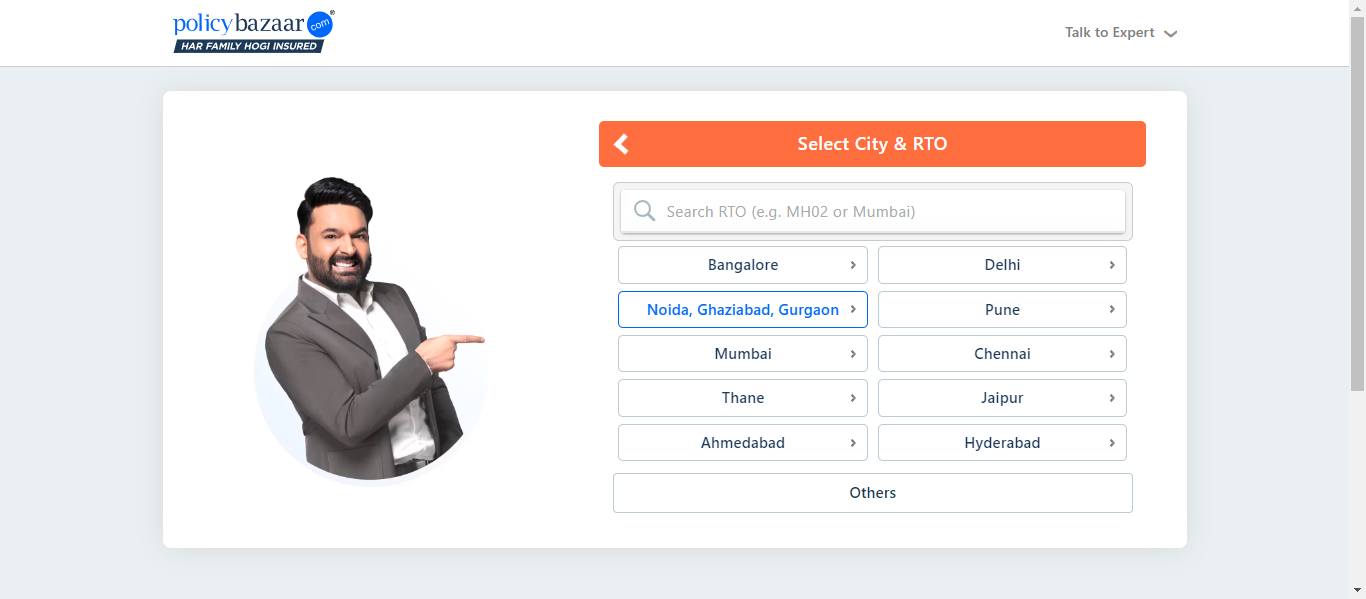 policybazaar.com®
HAR FAMILY HOGI INSURED
Talk to Expert
Select City & RTO
Search RTO (e.g. MH02 or Mumbai)
Bangalore
Delhi
Noida, Ghaziabad, Gurgaon
Pune
Mumbai
Chennai
Thane
Jaipur
Ahmedabad
Hyderabad
Others